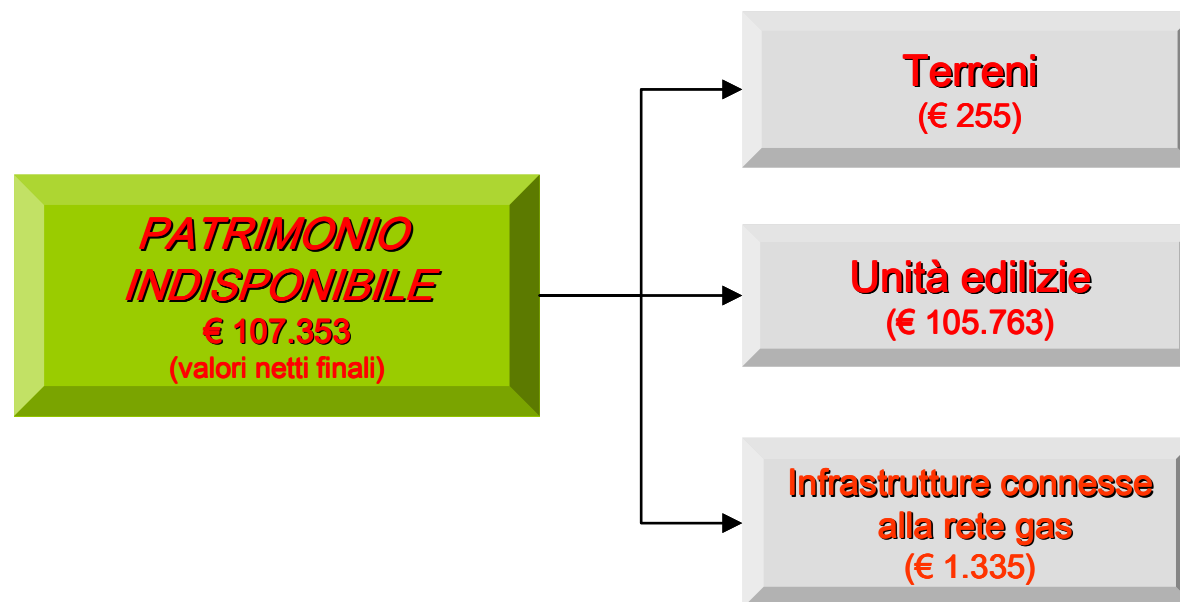 PATRIMONIO
INDISPONIBILE
€ 107.353
(valori netti finali)
Terreni
(€ 255)
Unità edilizie
(€ 105.763)
Infrastrutture connesse
alla rete gas
(€ 1.335)